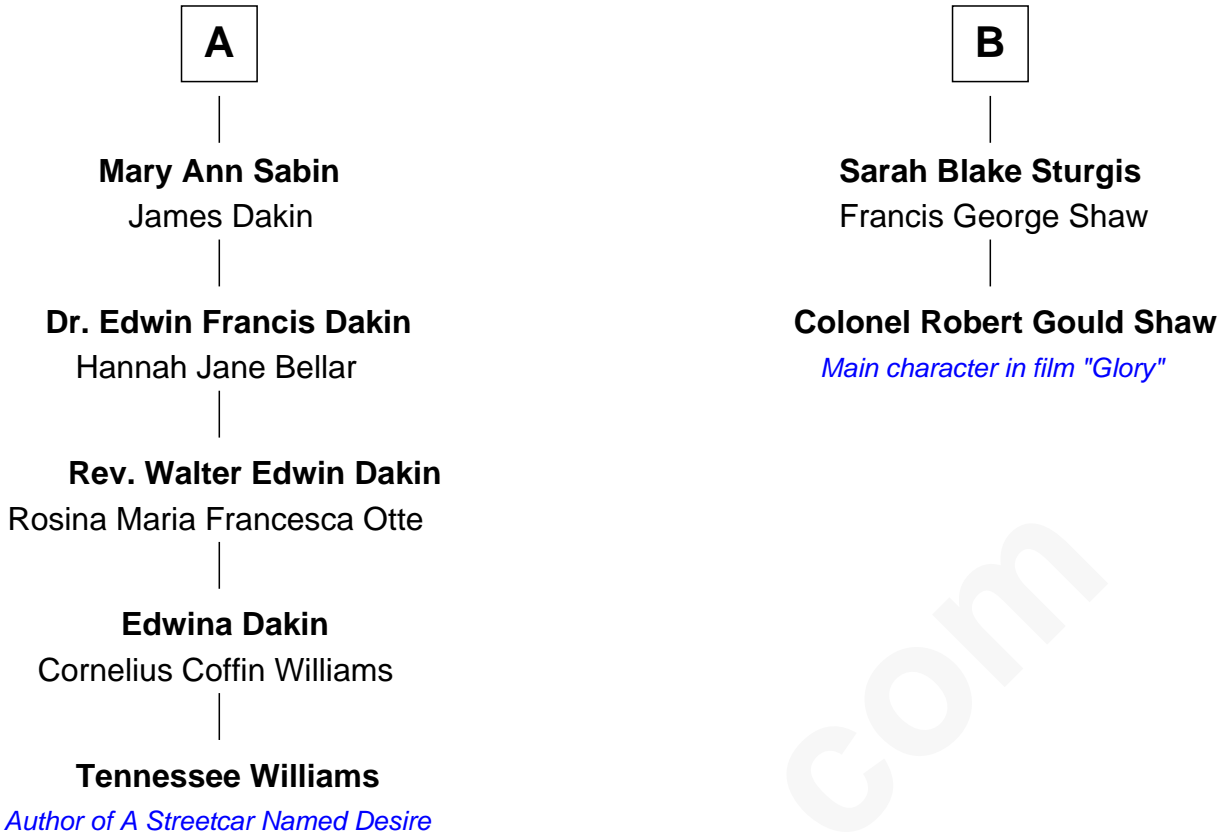 A
Mary Ann Sabin
James Dakin
Dr. Edwin Francis Dakin
Hannah Jane Bellar
Rev. Walter Edwin Dakin
Rosina Maria Francesca Otte
Edwina Dakin
Cornelius Coffin Williams
Tennessee Williams
Author of A Streetcar Named Desire
B
Sarah Blake Sturgis
Francis George Shaw
Colonel Robert Gould Shaw
Main character in film "Glory"
com